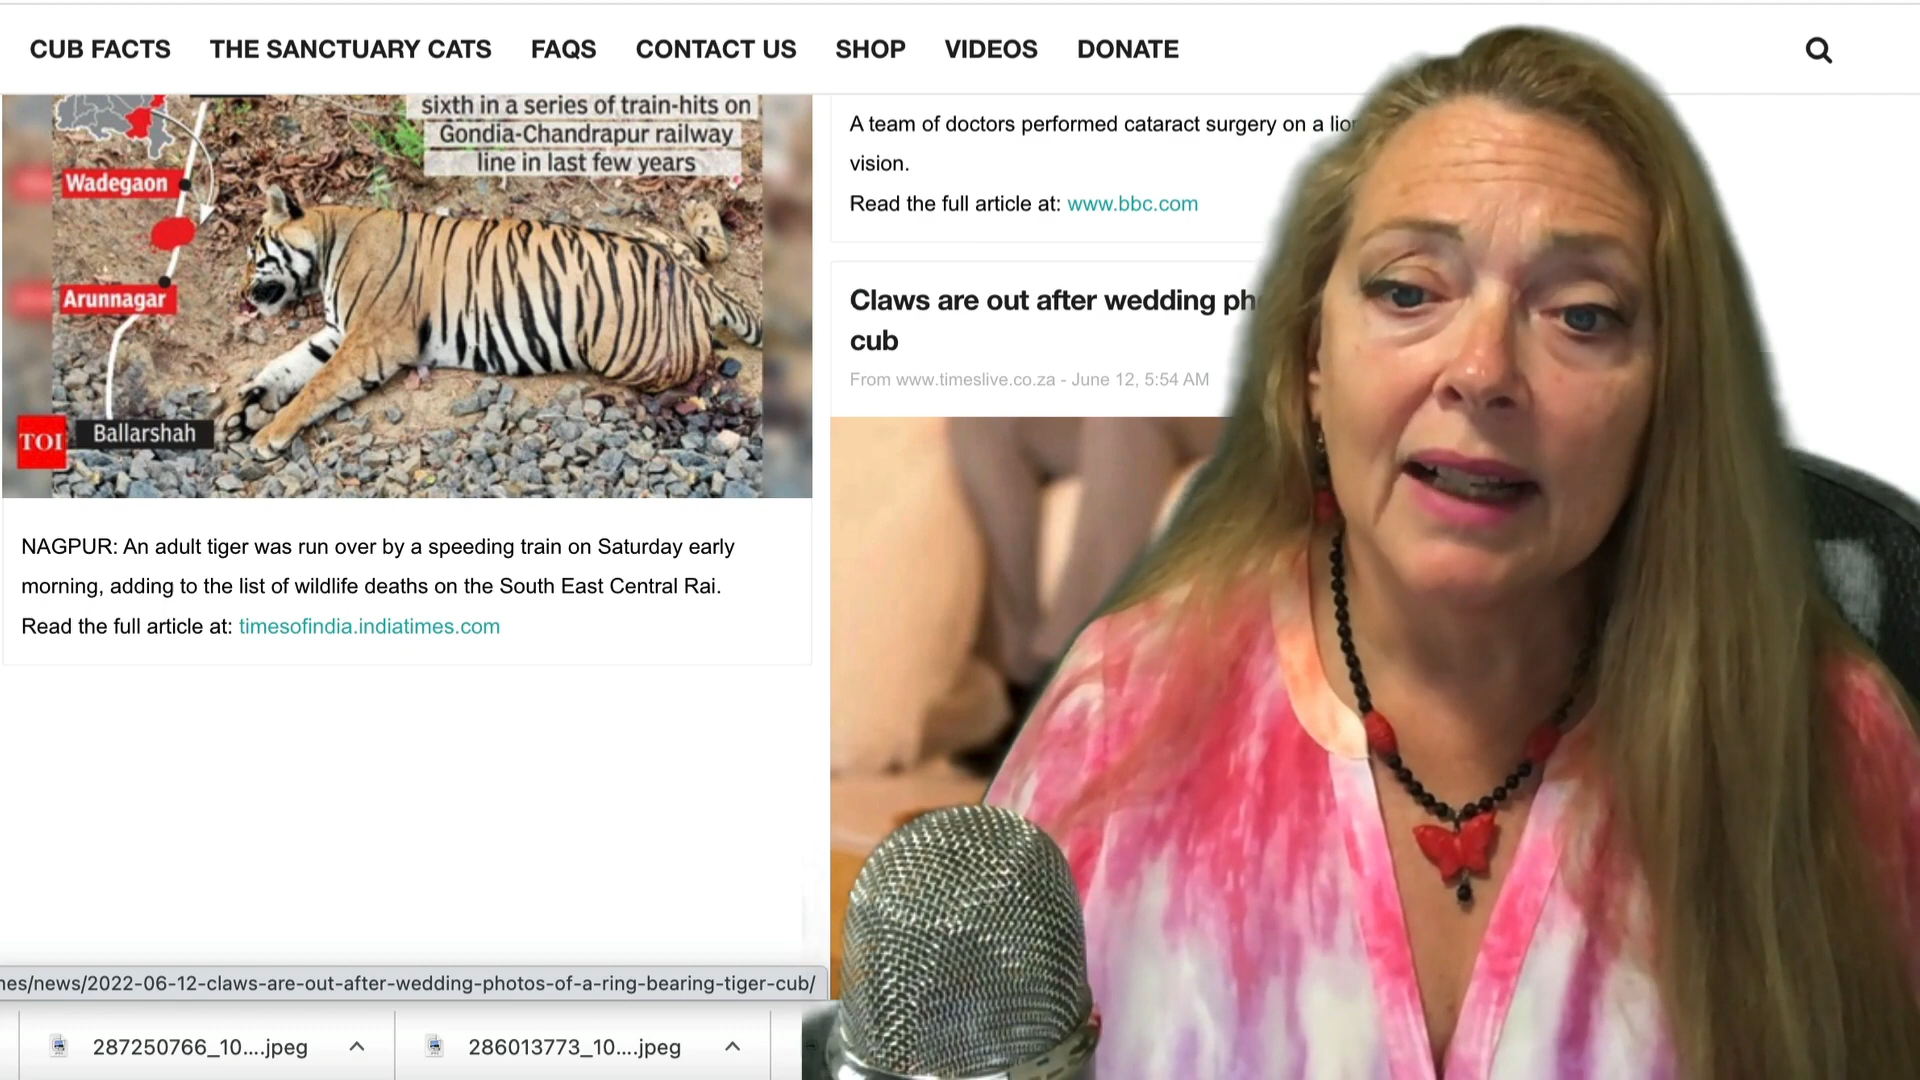 CUB FACTS THE SANCTUARY CATS FAQS CONTACT US SHOP VIDEOS DONATE
sixth in a series of train-hits on
Gondia-Chandrapur railway
line in last few years
Wadegaon
Arunnagar
TOI
Ballarshah
NAGPUR: An adult tiger was run over by a speeding train on Saturday early
morning, adding to the list of wildlife deaths on the South East Central Rai.
Read the full article at: timesofindia.indiatimes.com
A team of doctors performed cataract surgery on a
vision.
Read the full article at: www.bbc.com
Claws are out after wedding
cub
From www.timeslive.co.za - June 12, 5:54 AM
/news/2022-06-12-claws-are-out-after-wedding-photos-of-a-ring-bearing-tiger-cub/
287250766_10....jpeg
286013773_10....jpeg